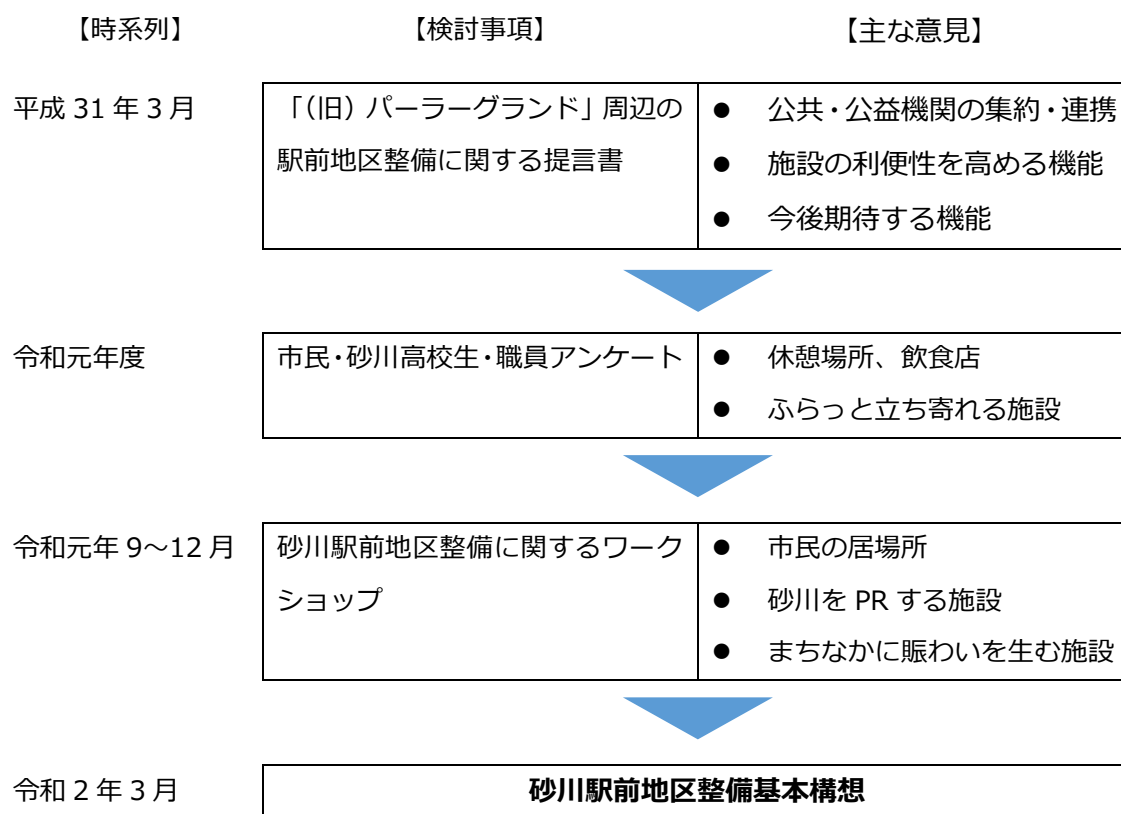 【時系列】 【検討事項】 【主な意見】
平成 31 年 3 月
「（旧）パーラーグランド」周辺の
駅前地区整備に関する提言書
● 公共・公益機関の集約・連携
● 施設の利便性を高める機能
● 今後期待する機能
令和元年度
市民・砂川高校生・職員アンケート
● 休憩場所、飲食店
● ふらっと立ち寄れる施設
令和元年 9～12 月
砂川駅前地区整備に関するワーク
ショップ
● 市民の居場所
● 砂川を PR する施設
● まちなかに賑わいを生む施設
令和 2 年 3 月
砂川駅前地区整備基本構想